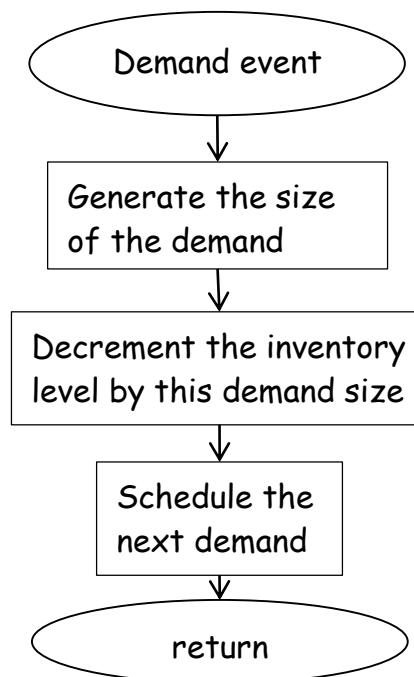 Demand event
Generate the size
of the demand
Decrement the inventory
level by this demand size
Schedule the
next demand
return